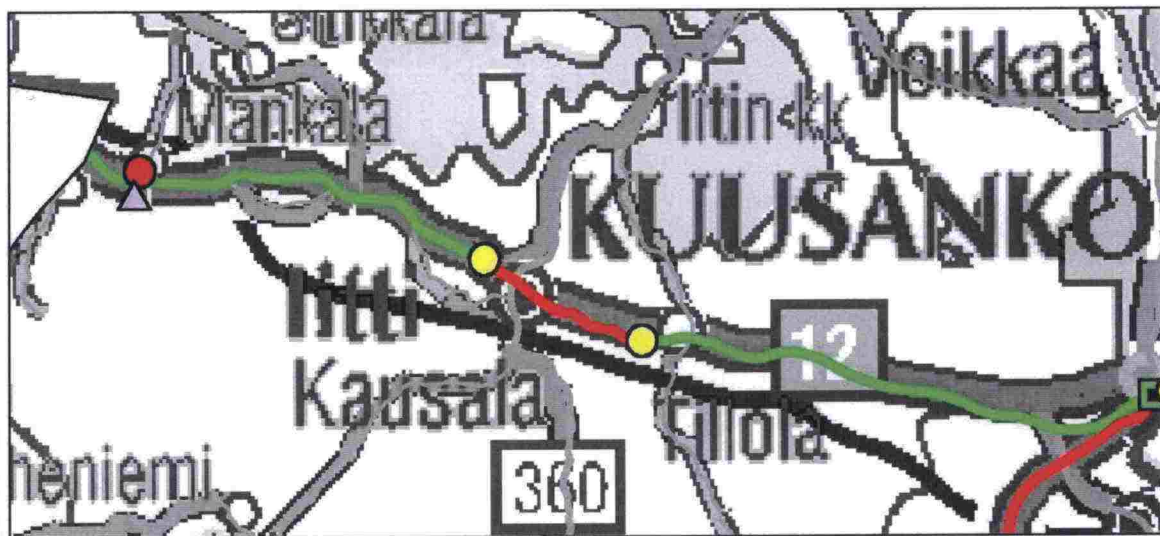 Voikkaa
Mankala
Iitin kk
KUUSANKO
Iitti
12
Kausala
Tillola
heniemi
360